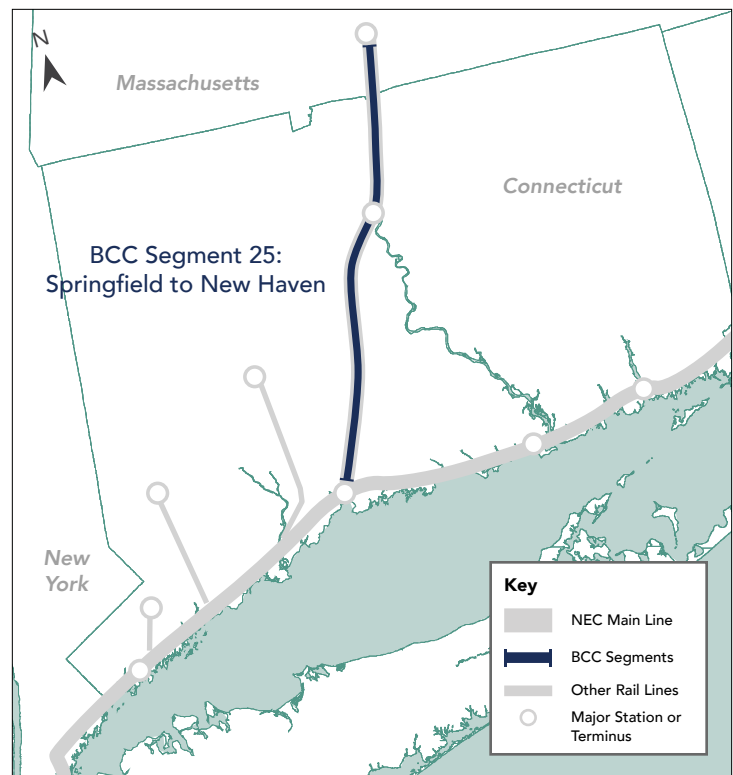 N
Massachusetts
Connecticut
BCC Segment 25:
Springfield to New Haven
New
York
Key
NEC Main Line
BCC Segments
Other Rail Lines
Major Station or
Terminus